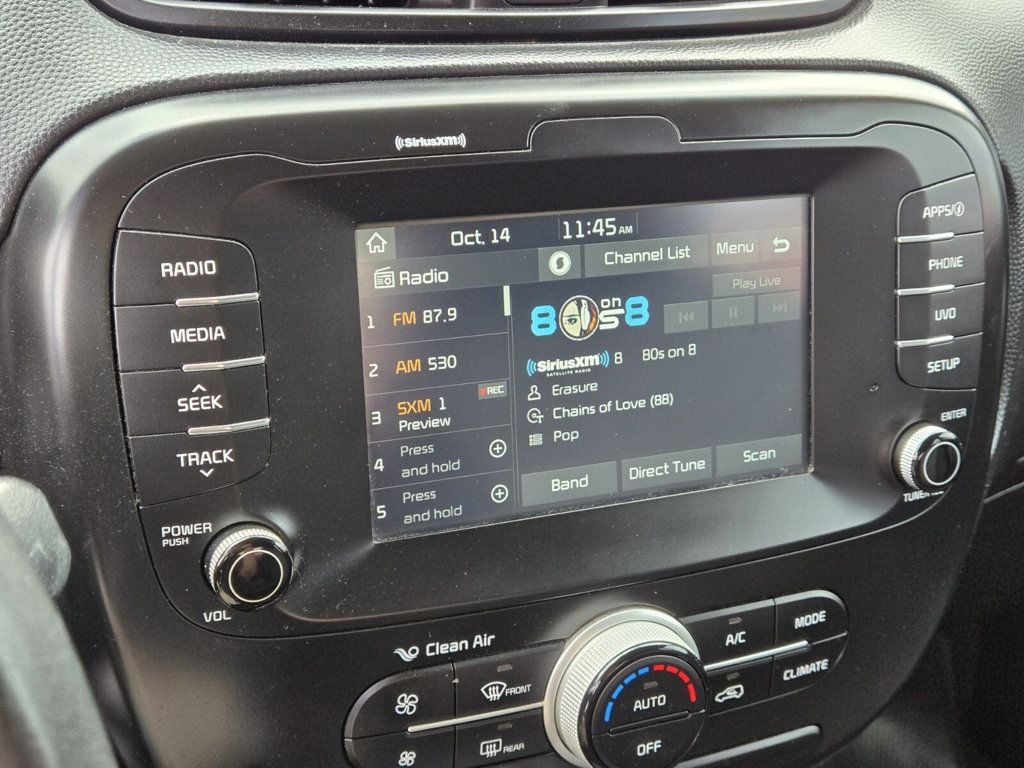 SiriusXM
RADIO
MEDIA
SEEK
TRACK
POWER
PUSH
VOL
Oct. 14 11:45 AM
Radio Channel List Menu
Play Live
1 FM 87.9
2 AM 530
REC
3 SXM 1
Preview
4 Press
and hold
5 Press
and hold
80s on 8
SiriusXM 8 80s on 8
SATELLITE RADIO
Erasure
Chains of Love (88)
Pop
Band Direct Tune Scan
APPS/i
PHONE
UVO
SETUP
ENTER
Clean Air
FRONT
REAR
AUTO
OFF
A/C
MODE
CLIMATE